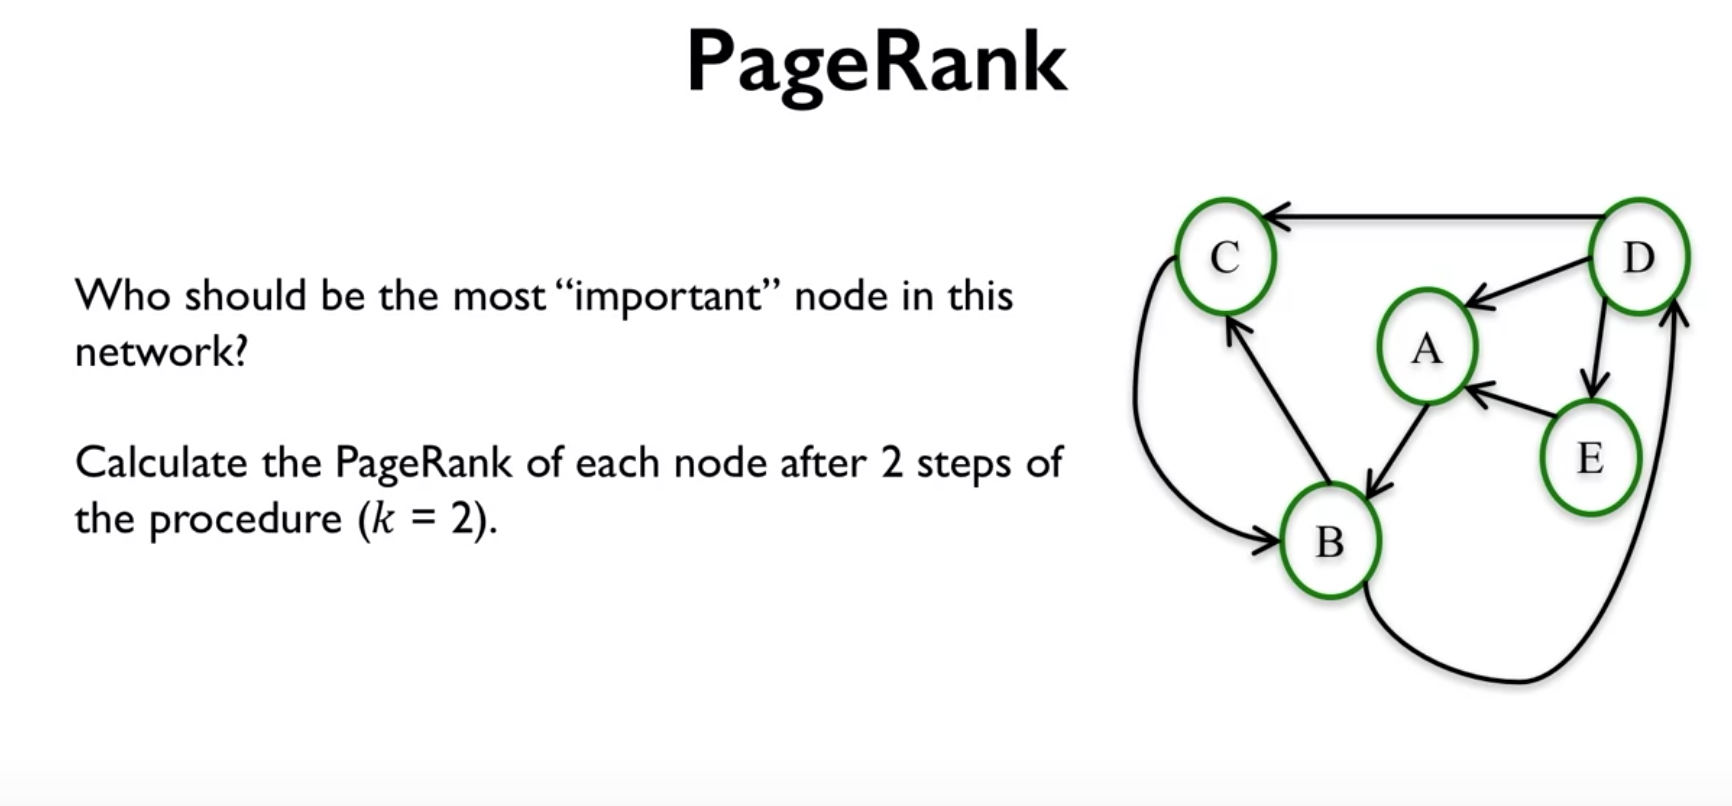 PageRank
Who should be the most “important” node in this
network?
Calculate the PageRank of each node after 2 steps of
the procedure (k = 2).
C
D
A
E
B